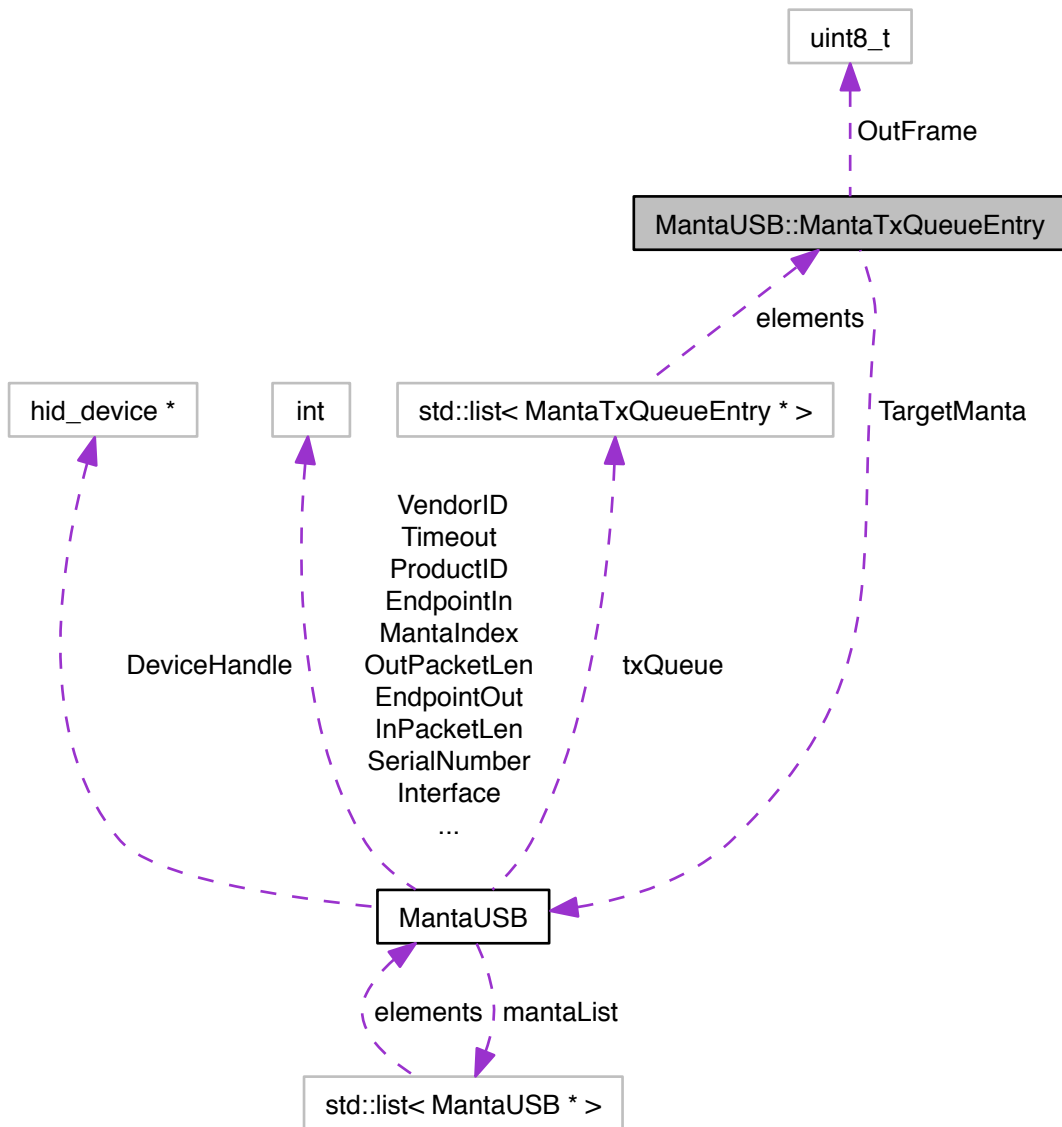 uint8_t
OutFrame
MantaUSB::MantaTxQueueEntry
elements
hid_device *
int
std::list< MantaTxQueueEntry * >
TargetManta
VendorID
Timeout
ProductID
EndpointIn
MantaIndex
OutPacketLen
EndpointOut
InPacketLen
SerialNumber
Interface
...
DeviceHandle
txQueue
MantaUSB
elements
mantaList
std::list< MantaUSB * >